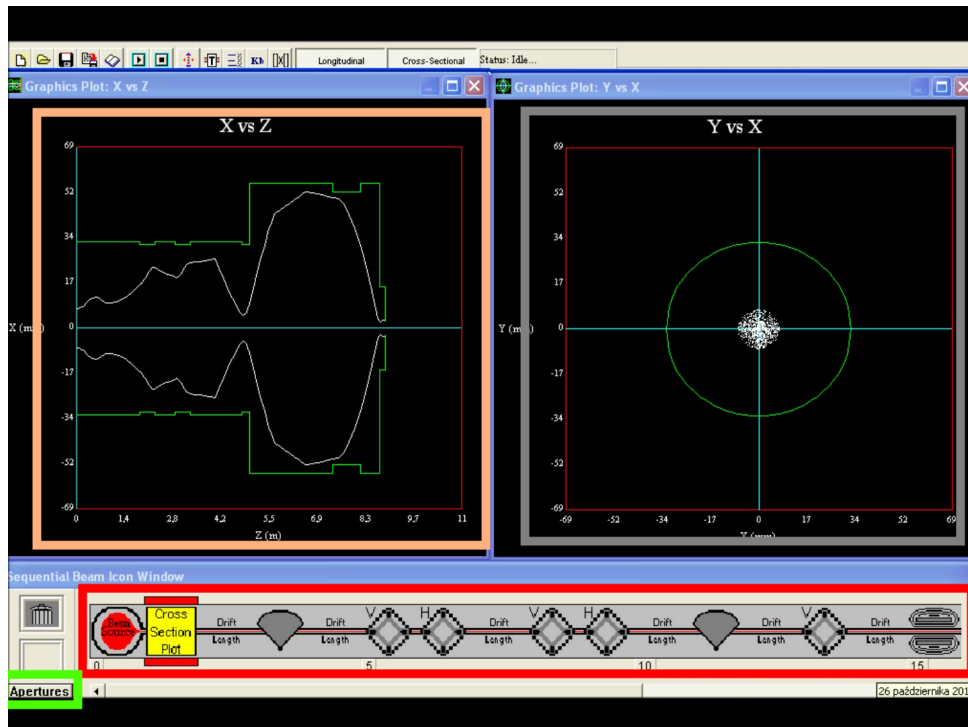 Kb
Longitudinal
Cross-Sectional
Status: Idle...
Graphics Plot: X vs Z
Graphics Plot: Y vs X
X vs Z
69
52
34
17
0
-17
-34
-52
-69
X (m
0
1,4
2,8
4,2
5,5
6,9
8,3
9,7
11
Z (m)
Y vs X
69
52
34
17
0
-17
-34
-52
-69
Y (m
-69
-52
-34
-17
0
17
34
52
69
X (mm)
Sequential Beam Icon Window
Beam
Source
Cross
Section
Plot
Drift
Length
Drift
Length
V
H
Drift
Length
V
H
Drift
Length
Drift
Length
V
Drift
Length
0
5
10
15
Apertures
26 października 201